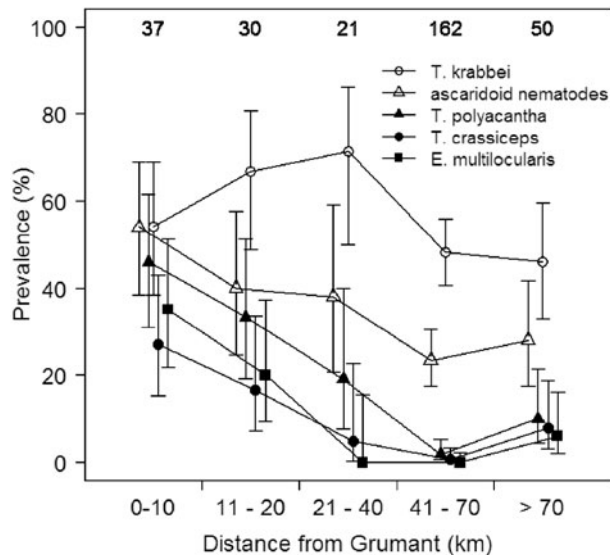 100 37 30 21 162 50
T. krabbei
ascaridoid nematodes
80
T. polyacantha
T. crassiceps
E. multilocularis
60
Prevalence (%)
40
20
0
0-10 11 - 20 21 - 40 41 - 70 > 70
Distance from Grumant (km)